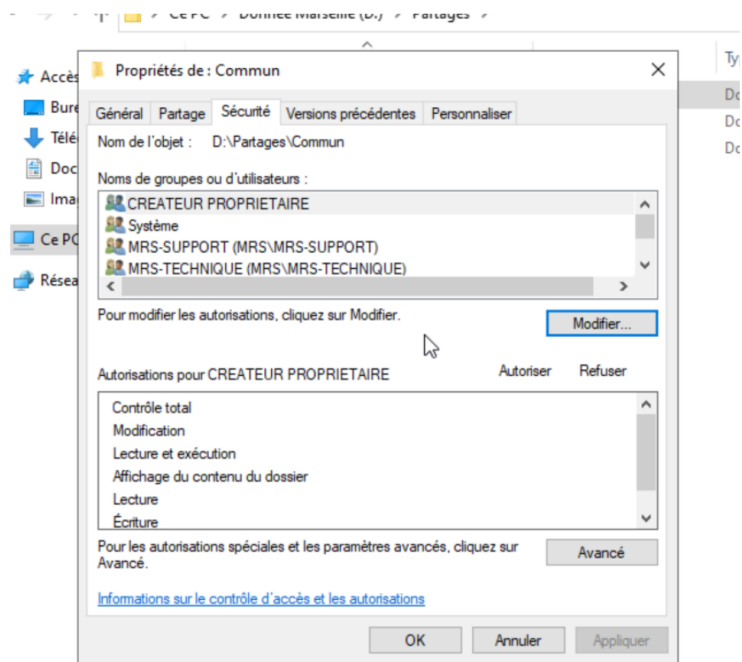 Ce PC > Donnée Marseille (D:) > Partages >
Accès
Bure
Télé
Doc
Ima
Ce PC
Résea
Propriétés de : Commun
Général Partage Sécurité Versions précédentes Personnaliser
Nom de l'objet : D:\Partages\Commun
Noms de groupes ou d'utilisateurs :
CREATEUR PROPRIETAIRE
Système
MRS-SUPPORT (MRS\MRS-SUPPORT)
MRS-TECHNIQUE (MRS\MRS-TECHNIQUE)
Pour modifier les autorisations, cliquez sur Modifier.
Modifier...
Autorisations pour CREATEUR PROPRIETAIRE Autoriser Refuser
Contrôle total
Modification
Lecture et exécution
Affichage du contenu du dossier
Lecture
Écriture
Pour les autorisations spéciales et les paramètres avancés, cliquez sur
Avancé.
Avancé
Informations sur le contrôle d'accès et les autorisations
OK Annuler Appliquer
Ty
Do
Do
Do